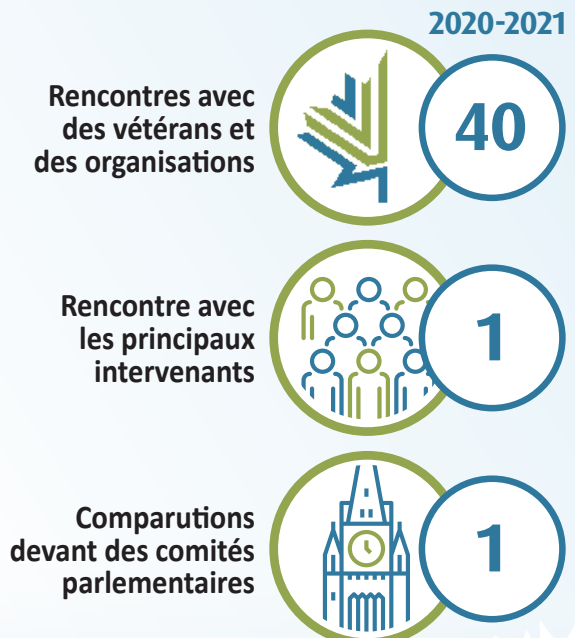 2020-2021
Rencontres avec
des vétérans et
des organisations
40
Rencontre avec
les principaux
intervenants
1
Comparutions
devant des comités
parlementaires
1